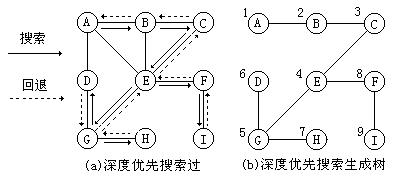 搜索
回退
A B C
D E F
G H I
(a)深度优先搜索过
1 A 2 B 3 C
6 D 4 E 8 F
5 G 7 H 9 I
(b)深度优先搜索生成树